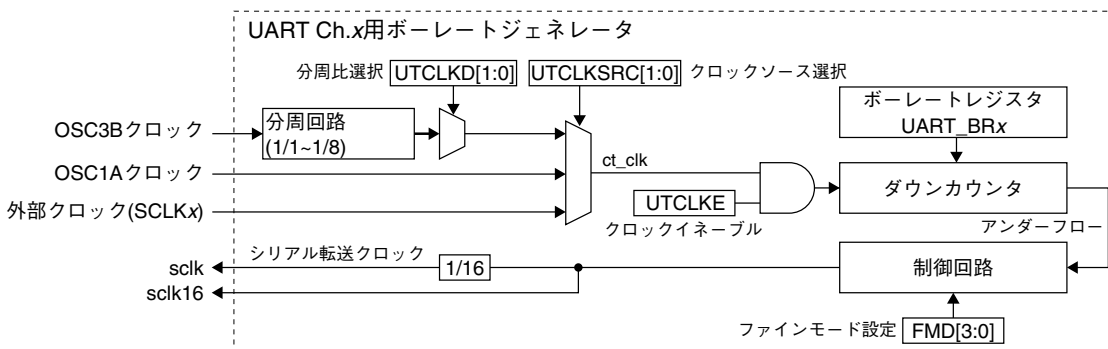 UART Ch.x用ボーレートジェネレータ
分周比選択 UTCLKD[1:0] UTCLKSRC[1:0] クロックソース選択
OSC3Bクロック
分周回路
(1/1~1/8)
ボーレートレジスタ
UART_BRx
OSC1Aクロック
ct_clk
ダウンカウンタ
外部クロック(SCLKx)
UTCLKE
クロックイネーブル
アンダーフロー
シリアル転送クロック
sclk
1/16
制御回路
sclk16
ファインモード設定 FMD[3:0]